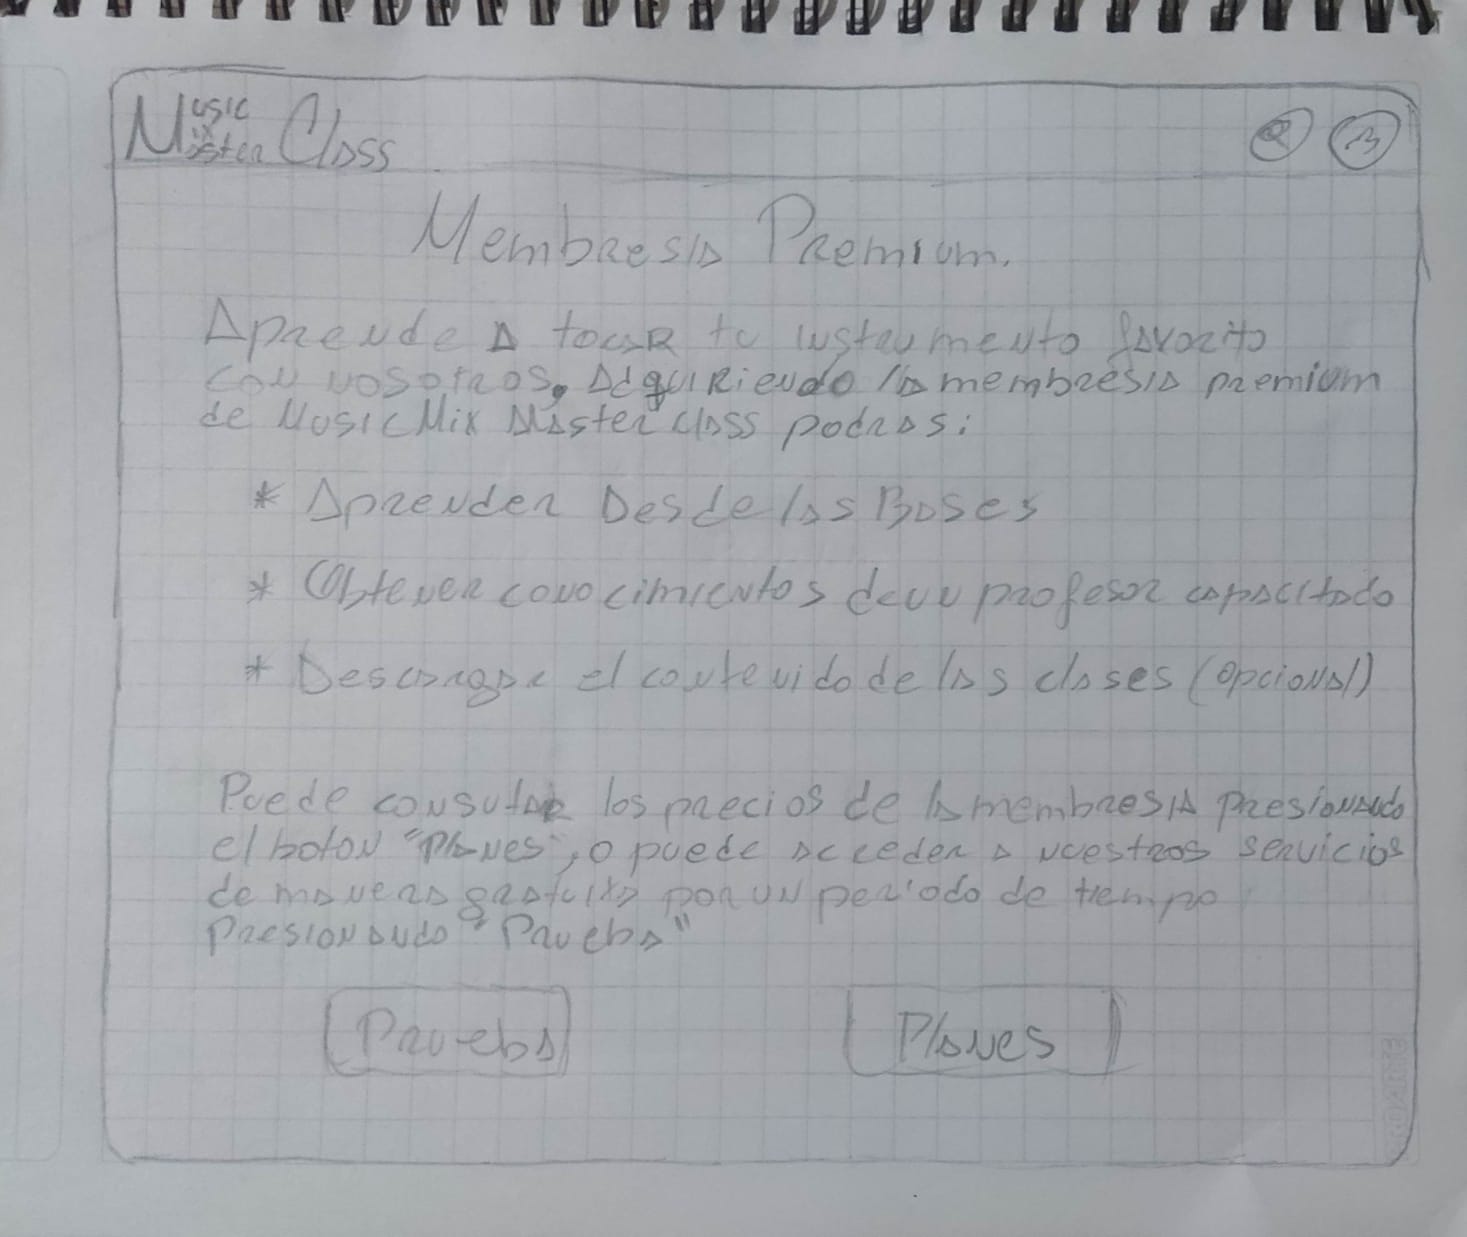 Music
Mix
Master Class
Membresia Premium.
Aprende a tocar tu instrumento favorito
con nosotros. Adquiriendo la membresia premium
de MusicMix Master class podras:
* Aprender Desde las Bases
* Obtener conocimientos de un profesor capacitado
* Descargar el contenido de las clases (opcional)
Puede consutar los precios de la membresia presionando
el boton "Planes", o puede acceder a nuestros servicios
de manera gratuita por un periodo de tiempo
presionando "Prueba"
Prueba Planes